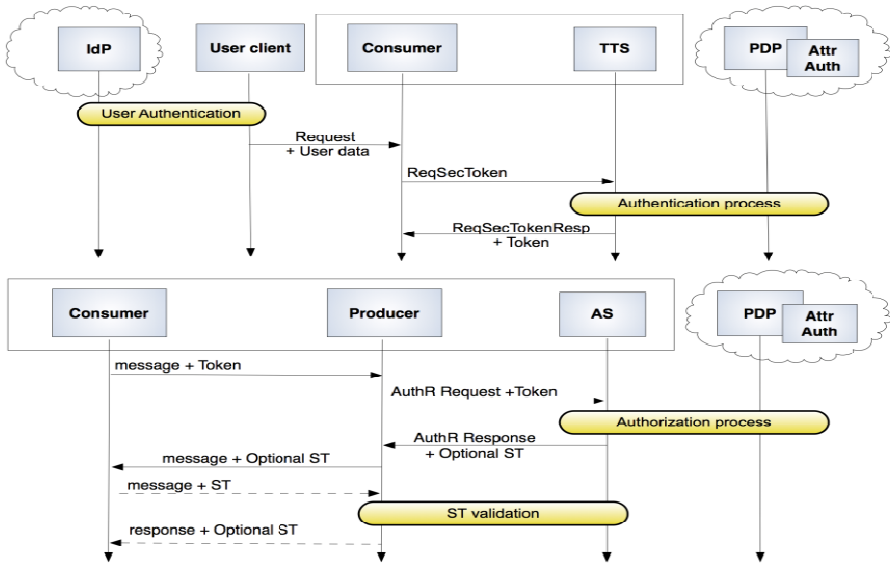 IdP
User client
Consumer
TTS
PDP
Attr
Auth
User Authentication
Request
+ User data
ReqSecToken
Authentication process
ReqSecTokenResp
+ Token
Consumer
Producer
AS
PDP
Attr
Auth
message + Token
AuthR Request +Token
Authorization process
AuthR Response
+ Optional ST
message + Optional ST
message + ST
ST validation
response + Optional ST